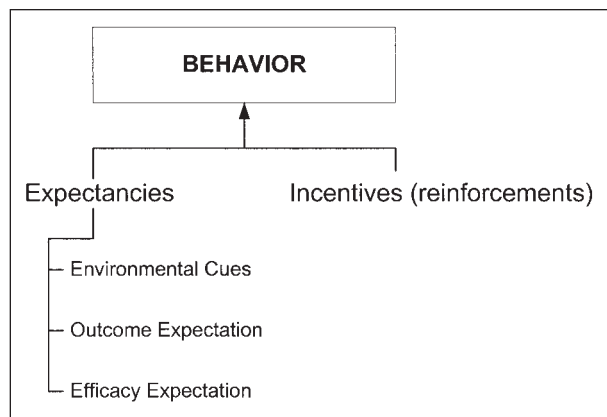 BEHAVIOR
Expectancies
Incentives (reinforcements)
Environmental Cues
Outcome Expectation
Efficacy Expectation